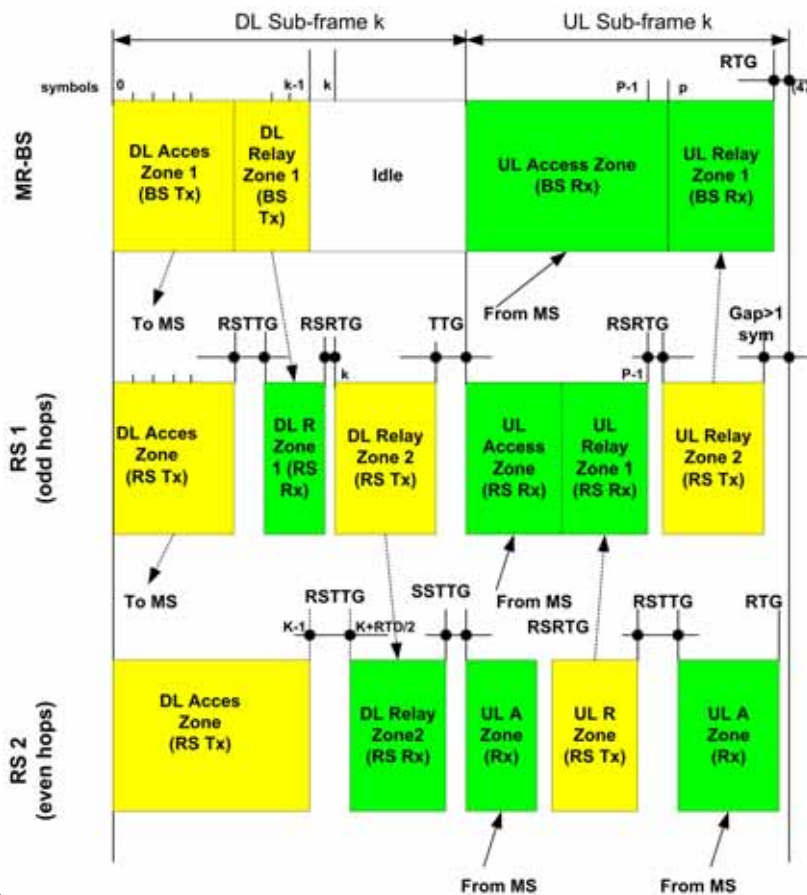 DL Sub-frame k
UL Sub-frame k
RTG
symbols
0
k-1
k
P-1
p
MR-BS
DL Acces
Zone 1
(BS Tx)
DL
Relay
Zone 1
(BS
Tx)
Idle
UL Access Zone
(BS Rx)
UL Relay
Zone 1
(BS Rx)
To MS
RSTTG
RSRTG
TTG
From MS
RSRTG
Gap>1
sym
k
P-1
RS 1
(odd hops)
DL Acces
Zone
(RS Tx)
DL R
Zone
1 (RS
Rx)
DL Relay
Zone 2
(RS Tx)
UL
Access
Zone
(RS Rx)
UL
Relay
Zone 1
(RS Rx)
UL Relay
Zone 2
(RS Tx)
To MS
RSTTG
SSTTG
From MS
RSRTG
RSTTG
RTG
K-1
K+RTD/2
RS 2
(even hops)
DL Acces
Zone
(RS Tx)
DL Relay
Zone2
(RS Rx)
UL A
Zone
(Rx)
UL R
Zone
(RS Tx)
UL A
Zone
(Rx)
From MS
From MS